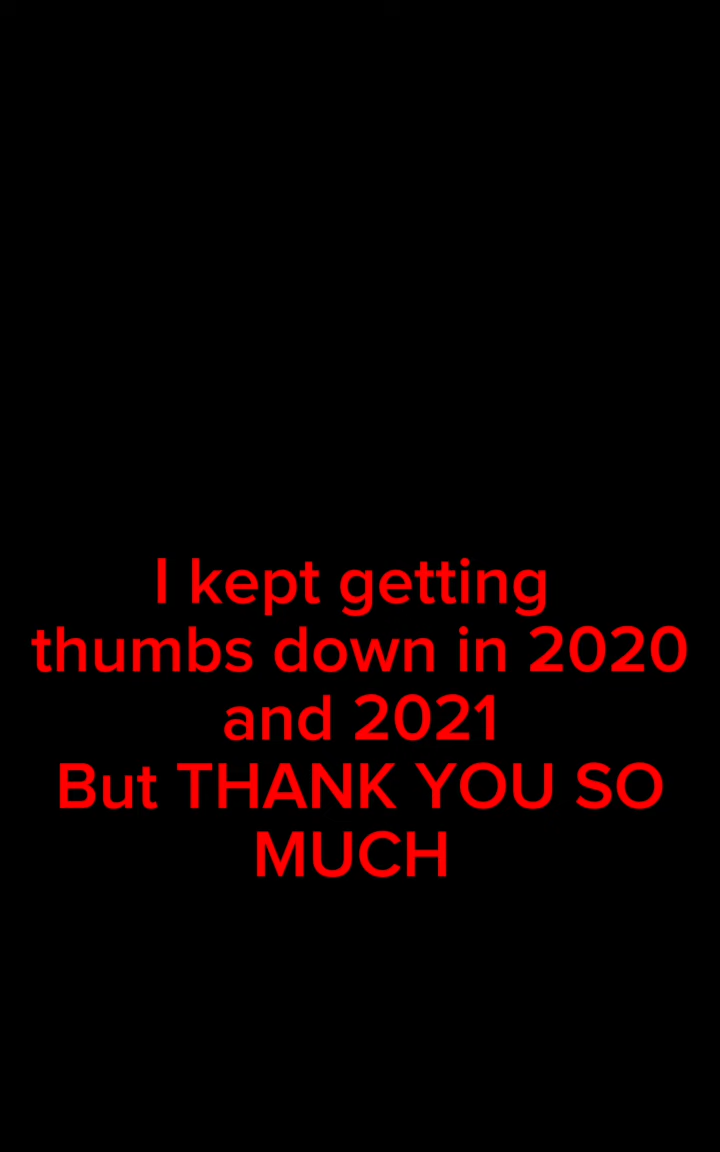 I kept getting
thumbs down in 2020
and 2021
But THANK YOU SO
MUCH